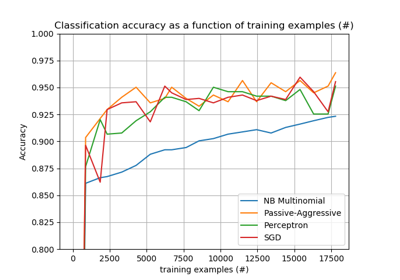 Classification accuracy as a function of training examples (#)
1.000
0.975
0.950
0.925
0.900
0.875
0.850
0.825
0.800
Accuracy
NB Multinomial
Passive-Aggressive
Perceptron
SGD
0 2500 5000 7500 10000 12500 15000 17500
training examples (#)